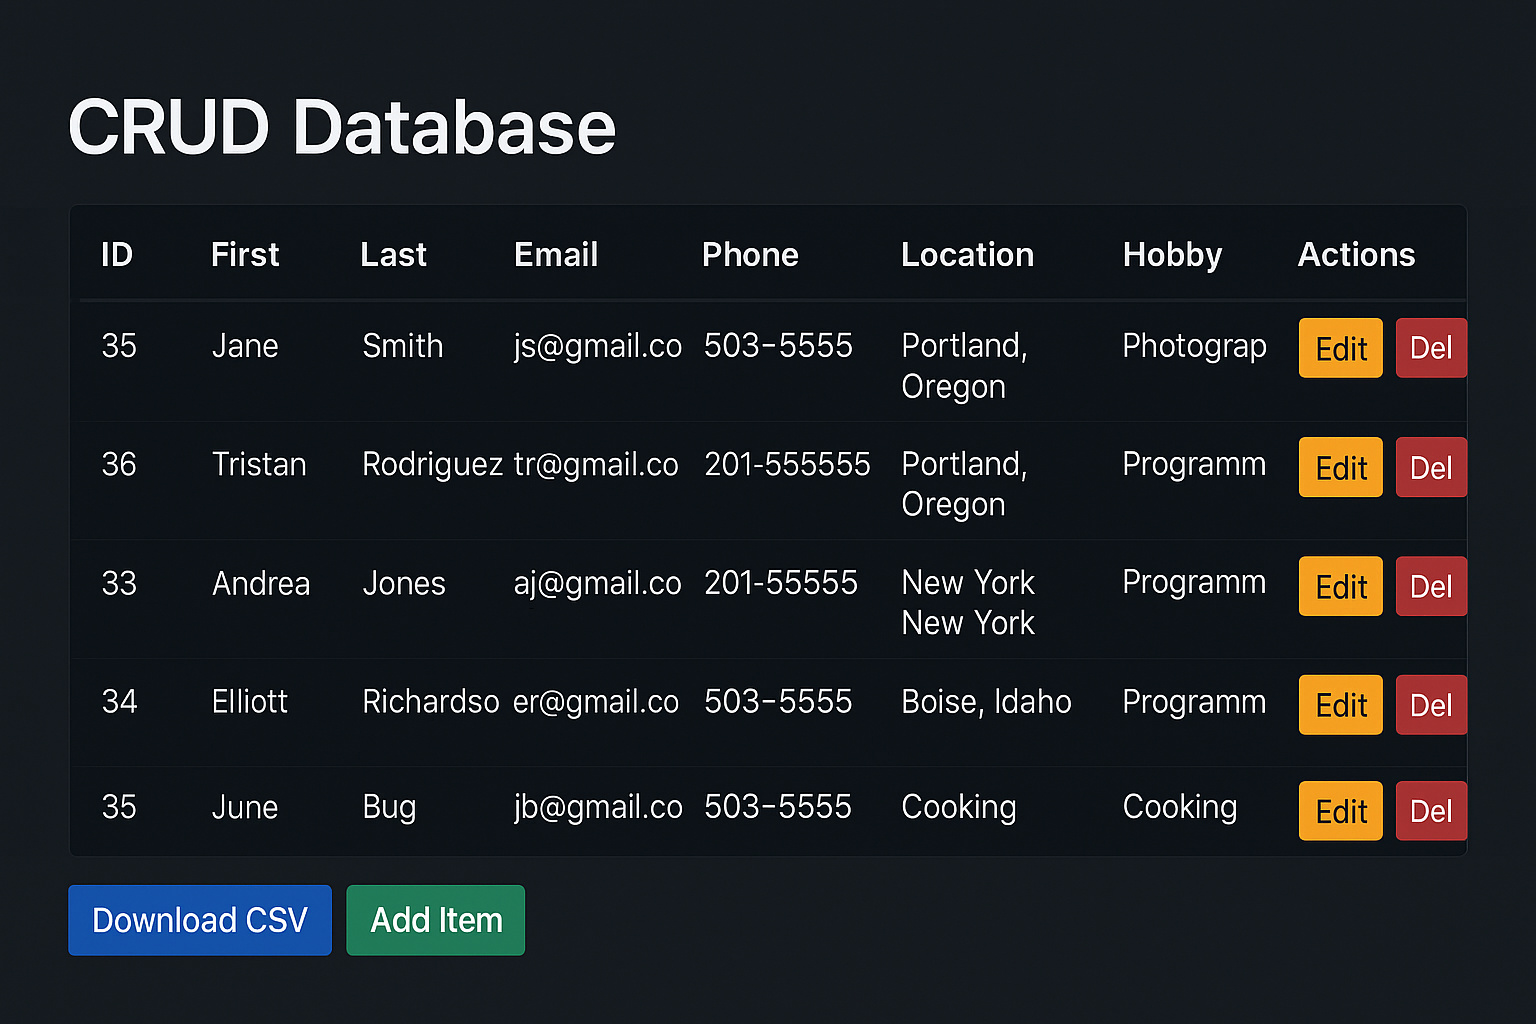 CRUD Database
ID First Last Email Phone Location Hobby Actions
35 Jane Smith js@gmail.co 503-5555 Portland, Photograp Edit Del
Oregon
36 Tristan Rodriguez tr@gmail.co 201-555555 Portland, Programm Edit Del
Oregon
33 Andrea Jones aj@gmail.co 201-55555 New York Programm Edit Del
New York
34 Elliott Richardso er@gmail.co 503-5555 Boise, Idaho Programm Edit Del
35 June Bug jb@gmail.co 503-5555 Cooking Cooking Edit Del
Download CSV Add Item